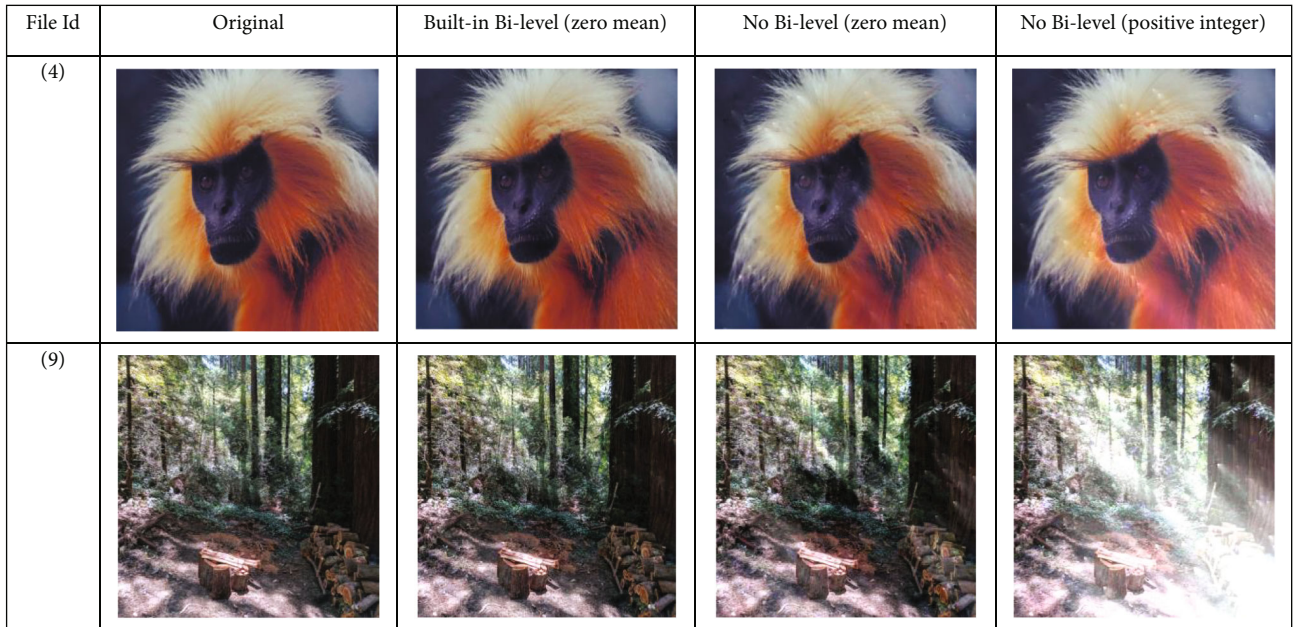 File Id Original Built-in Bi-level (zero mean) No Bi-level (zero mean) No Bi-level (positive integer)
(4)
(9)